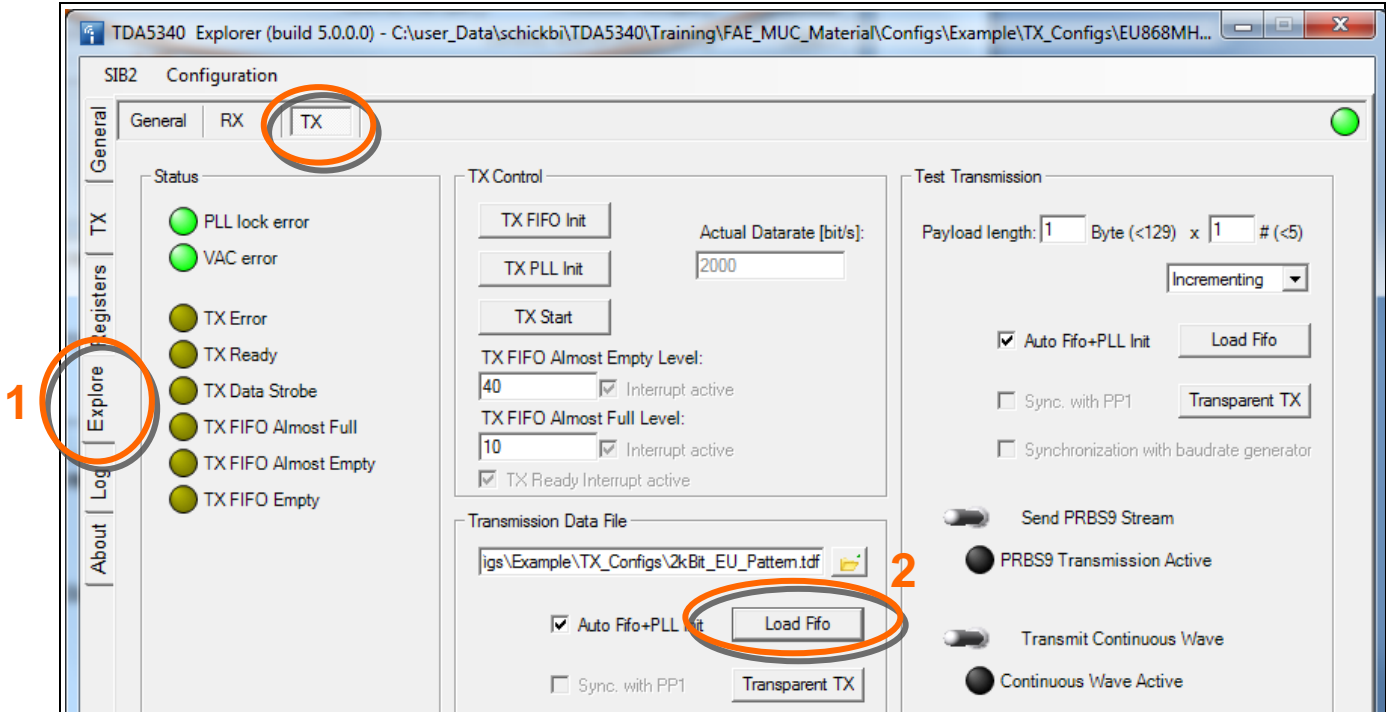 TDA5340 Explorer (build 5.0.0.0) - C:\user_Data\schickbi\TDA5340\Training\FAE_MUC_Material\Configs\Example\TX_Configs\EU868MH...
SIB2 Configuration
General RX TX
General
TX
Registers
Explore
Log
About
1
Status
PLL lock error
VAC error
TX Error
TX Ready
TX Data Strobe
TX FIFO Almost Full
TX FIFO Almost Empty
TX FIFO Empty
TX Control
TX FIFO Init
TX PLL Init
TX Start
Actual Datarate [bit/s]:
2000
TX FIFO Almost Empty Level:
40 Interrupt active
TX FIFO Almost Full Level:
10 Interrupt active
TX Ready Interrupt active
Transmission Data File
igs\Example\TX_Configs\2kBit_EU_Pattern.tdf
2
Auto Fifo+PLL Init Load Fifo
Sync. with PP1 Transparent TX
Test Transmission
Payload length: 1 Byte (<129) x 1 # (<5)
Incrementing
Auto Fifo+PLL Init Load Fifo
Sync. with PP1 Transparent TX
Synchronization with baudrate generator
Send PRBS9 Stream
PRBS9 Transmission Active
Transmit Continuous Wave
Continuous Wave Active